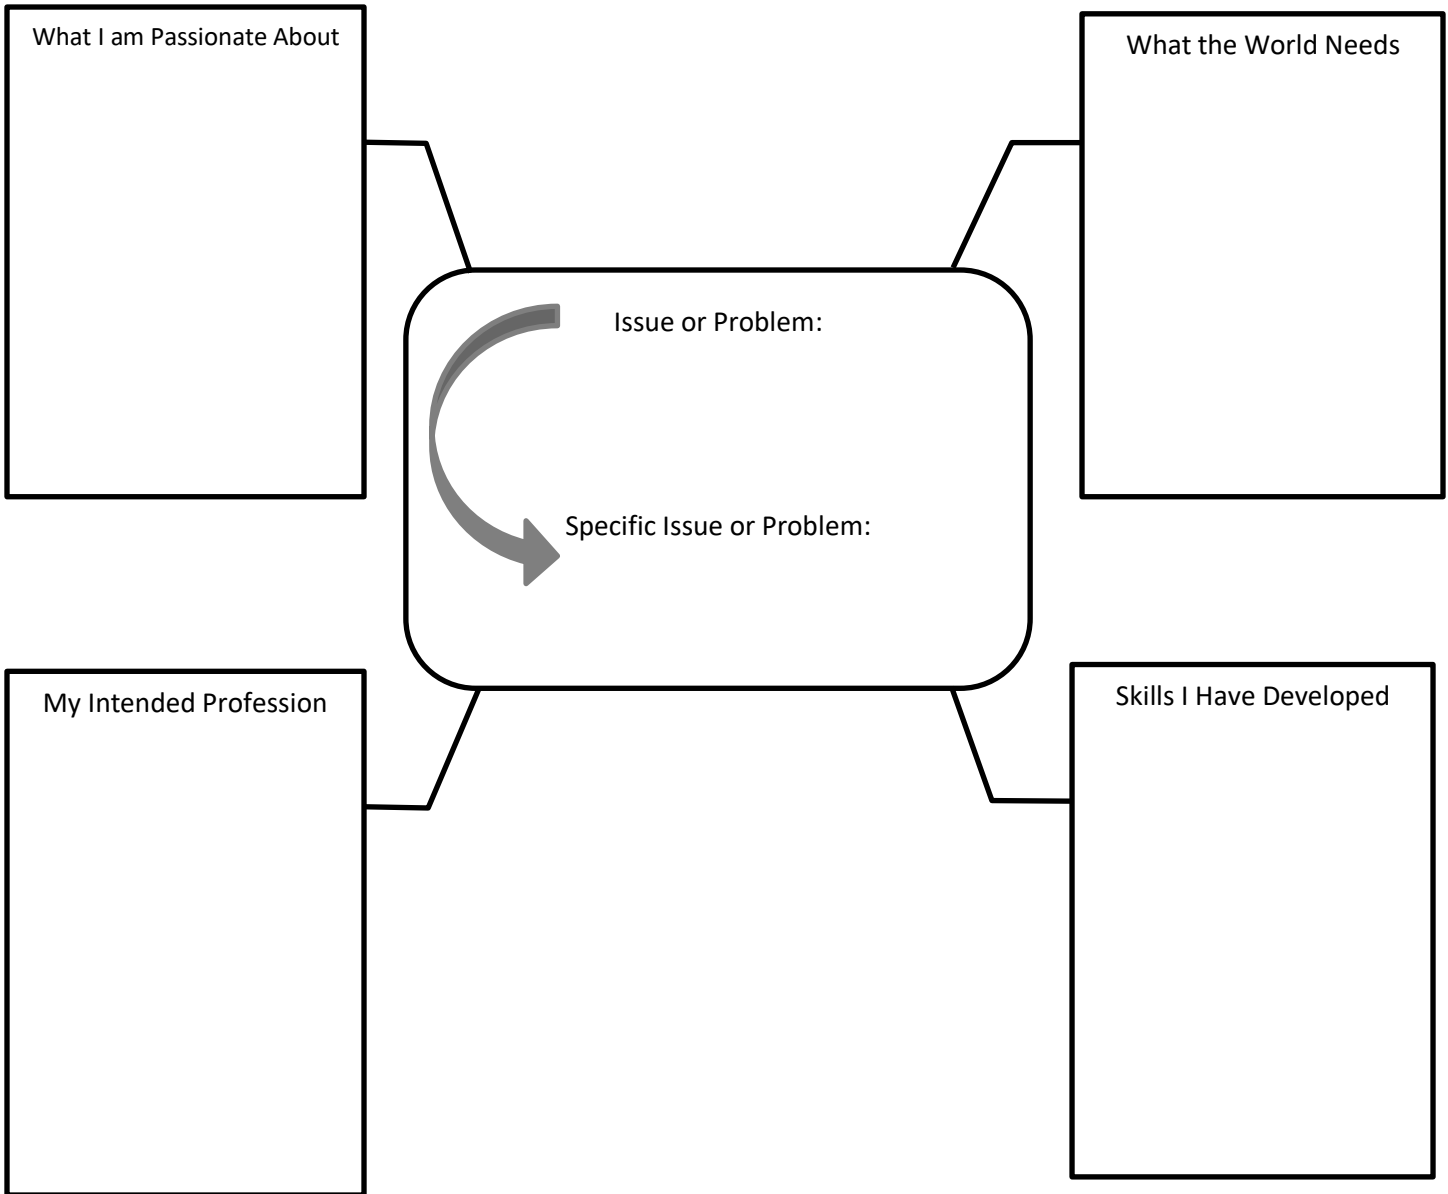 What I am Passionate About
What the World Needs
Issue or Problem:
Specific Issue or Problem:
My Intended Profession
Skills I Have Developed